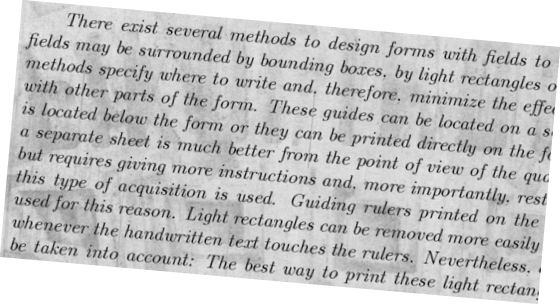 There exist several methods to design forms with fields to
fields may be surrounded by bounding boxes, by light rectangles o
methods specify where to write and, therefore, minimize the effe
with other parts of the form. These guides can be located on a s
is located below the form or they can be printed directly on the f
a separate sheet is much better from the point of view of the qua
but requires giving more instructions and, more importantly, rest
this type of acquisition is used. Guiding rulers printed on the
used for this reason. Light rectangles can be removed more easily
whenever the handwritten text touches the rulers. Nevertheless,
be taken into account: The best way to print these light rectan